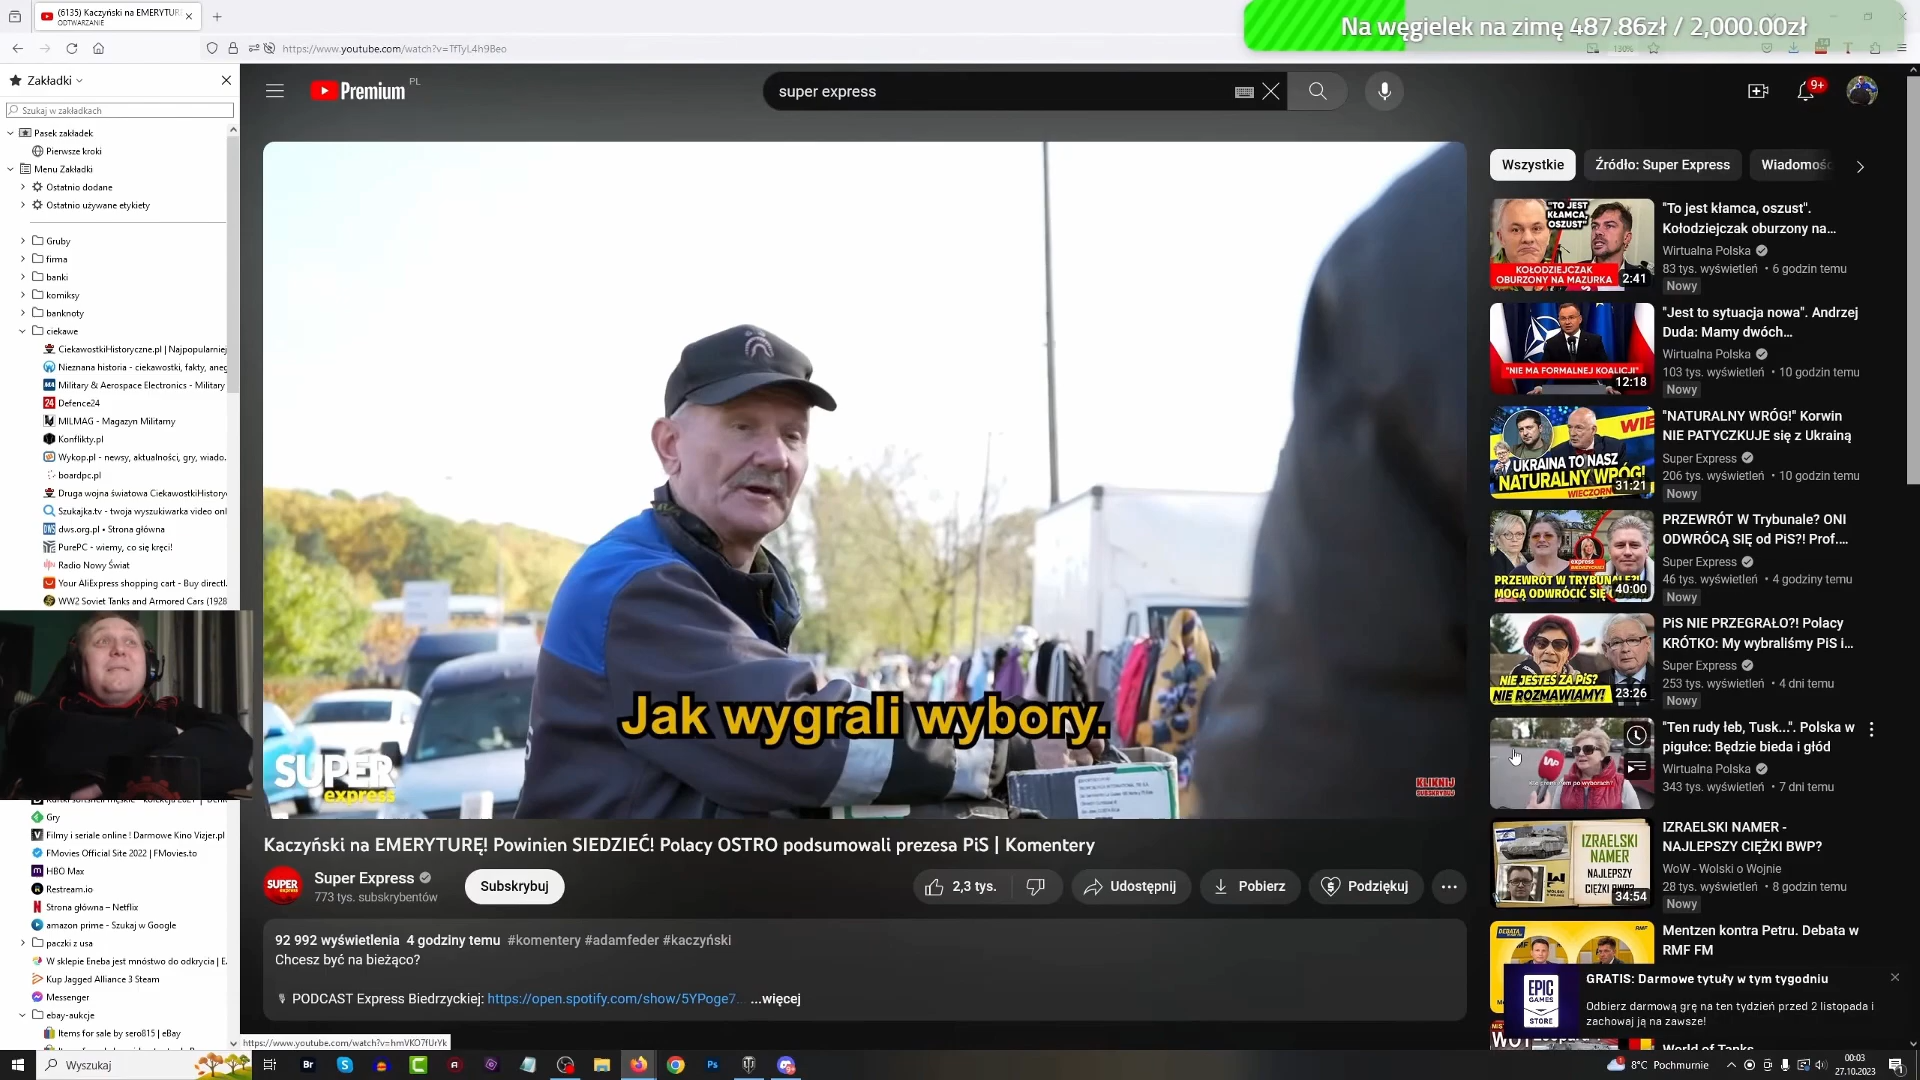 (6135) Kaczyński na EMERYTUR
ODTWARZANIE
Na węgielek na zimę 487.86zł / 2,000.00zł
https://www.youtube.com/watch?v=TfTyL4h9Beo
130%
Zakładki
Szukaj w zakładkach
Pasek zakładek
Pierwsze kroki
Menu Zakładki
Ostatnio dodane
Ostatnio używane etykiety
Gruby
firma
banki
komiksy
banknoty
ciekawe
CiekawostkiHistoryczne.pl | Najpopularniej
Nieznana historia - ciekawostki, fakty, aneg
Military & Aerospace Electronics - Military
Defence24
MILMAG - Magazyn Militarny
Konflikty.pl
Wykop.pl - newsy, aktualności, gry, wiado.
boardpc.pl
Druga wojna światowa CiekawostkiHistory
Szukajka.tv - twoja wyszukiwarka video onl
dws.org.pl • Strona główna
PurePC - wiemy, co się kręci!
Radio Nowy Świat
Your AliExpress shopping cart - Buy directl.
WW2 Soviet Tanks and Armored Cars (1928
Gry
Filmy i seriale online ! Darmowe Kino Vizjer.pl
FMovies Official Site 2022 | FMovies.to
HBO Max
Restream.io
Strona główna – Netflix
amazon prime - Szukaj w Google
paczki z usa
W sklepie Eneba jest mnóstwo do odkrycia | E.
Kup Jagged Alliance 3 Steam
Messenger
ebay-aukcje
Items for sale by sero815 | eBay
Premium PL
super express
9+
Jak wygrali wybory.
SUPER
express
KLIKNIJ
SUBSKRYBUJ
Kaczyński na EMERYTURĘ! Powinien SIEDZIEĆ! Polacy OSTRO podsumowali prezesa PiS | Komentery
SUPER
express
Super Express
773 tys. subskrybentów
Subskrybuj
2,3 tys.
Udostępnij
Pobierz
Podziękuj
92 992 wyświetlenia 4 godziny temu #komentery #adamfeder #kaczyński
Chcesz być na bieżąco?
PODCAST Express Biedrzyckiej: https://open.spotify.com/show/5YPoge7... ...więcej
https://www.youtube.com/watch?v=hmVKO7fUrYk
Wszystkie
Źródło: Super Express
Wiadomośc
"TO JEST
KŁAMCA,
OSZUST"
KOŁODZIEJCZAK
OBURZONY NA MAZURKA
2:41
"To jest kłamca, oszust".
Kołodziejczak oburzony na...
Wirtualna Polska
83 tys. wyświetleń • 6 godzin temu
Nowy
"NIE MA FORMALNEJ KOALICJI"
12:18
"Jest to sytuacja nowa". Andrzej
Duda: Mamy dwóch...
Wirtualna Polska
103 tys. wyświetleń • 10 godzin temu
Nowy
UKRAINA TO NASZ
NATURALNY WRÓG!
31:21
"NATURALNY WRÓG!" Korwin
NIE PATYCZKUJE się z Ukrainą
Super Express
206 tys. wyświetleń • 10 godzin temu
Nowy
PRZEWRÓT W TRYBUNALE?!
MOGĄ ODWRÓCIĆ SIĘ
40:00
PRZEWRÓT W Trybunale? ONI
ODWRÓCĄ SIĘ od PiS?! Prof....
Super Express
46 tys. wyświetleń • 4 godziny temu
Nowy
NIE JESTEŚ ZA PiS?
NIE ROZMAWIAMY!
23:26
PiS NIE PRZEGRAŁO?! Polacy
KRÓTKO: My wybraliśmy PiS i...
Super Express
253 tys. wyświetleń • 4 dni temu
Nowy
WP
"Ten rudy łeb, Tusk...". Polska w
pigułce: Będzie bieda i głód
Wirtualna Polska
343 tys. wyświetleń • 7 dni temu
IZRAELSKI
NAMER
NAJLEPSZY
CIĘŻKI BWP?
34:54
IZRAELSKI NAMER -
NAJLEPSZY CIĘŻKI BWP?
WoW - Wolski o Wojnie
28 tys. wyświetleń • 8 godzin temu
Nowy
DEBATA
RMF
Mentzen kontra Petru. Debata w
RMF FM
EPIC
GAMES
STORE
GRATIS: Darmowe tytuły w tym tygodniu
Odbierz darmową grę na ten tydzień przed 2 listopada i
zachowaj ją na zawsze!
World of Tanks
Wyszukaj
Br
Ps
8°C Pochmurnie
00:03
27.10.2023